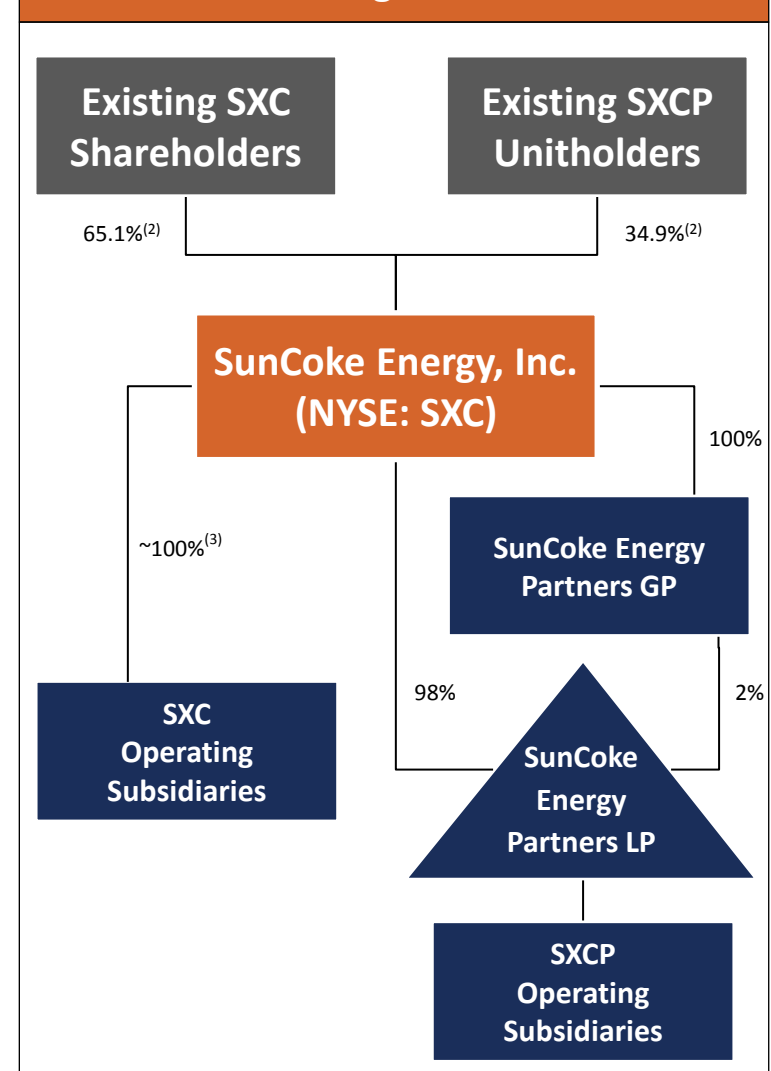 Existing SXC
Shareholders
Existing SXCP
Unitholders
65.1%(2)
34.9%(2)
SunCoke Energy, Inc.
(NYSE: SXC)
100%
~100%(3)
SunCoke Energy
Partners GP
98%
2%
SXC
Operating
Subsidiaries
SunCoke
Energy
Partners LP
SXCP
Operating
Subsidiaries